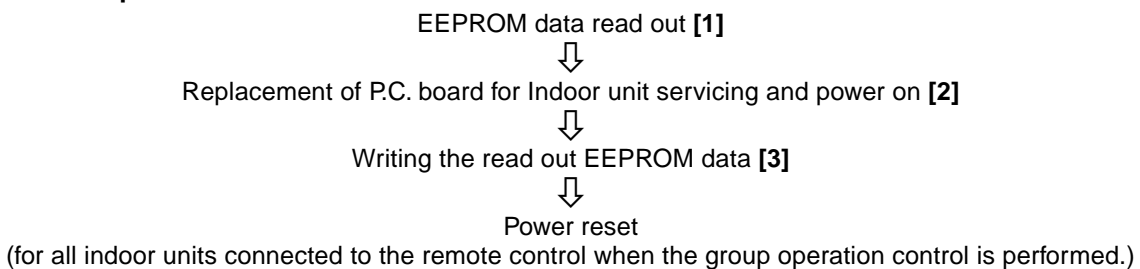 EEPROM data read out [1]
⇩
Replacement of P.C. board for Indoor unit servicing and power on [2]
⇩
Writing the read out EEPROM data [3]
⇩
Power reset
(for all indoor units connected to the remote control when the group operation control is performed.)